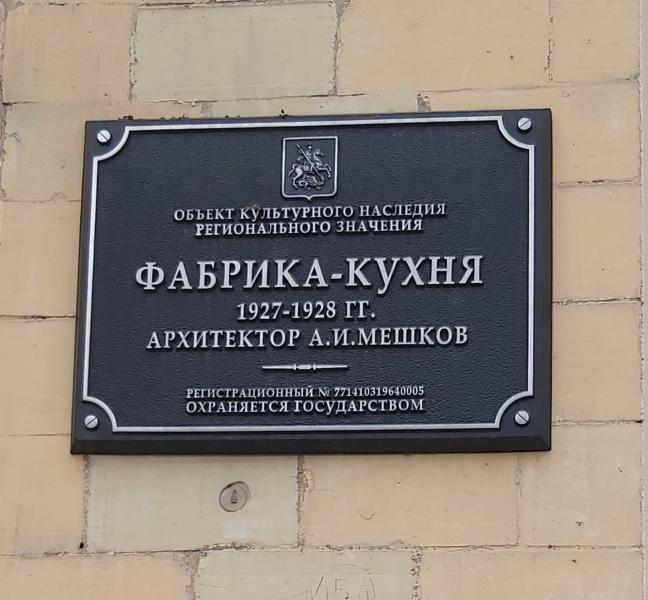 ОБЪЕКТ КУЛЬТУРНОГО НАСЛЕДИЯ
РЕГИОНАЛЬНОГО ЗНАЧЕНИЯ
ФАБРИКА-КУХНЯ
1927-1928 ГГ.
АРХИТЕКТОР А.И.МЕШКОВ
РЕГИСТРАЦИОННЫЙ № 771410319640005
ОХРАНЯЕТСЯ ГОСУДАРСТВОМ